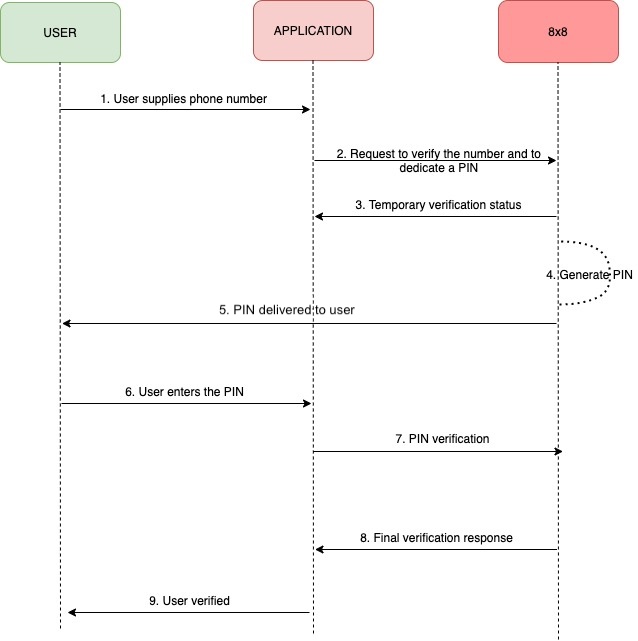 USER
APPLICATION
8x8
1. User supplies phone number
2. Request to verify the number and to
dedicate a PIN
3. Temporary verification status
4. Generate PIN
5. PIN delivered to user
6. User enters the PIN
7. PIN verification
8. Final verification response
9. User verified